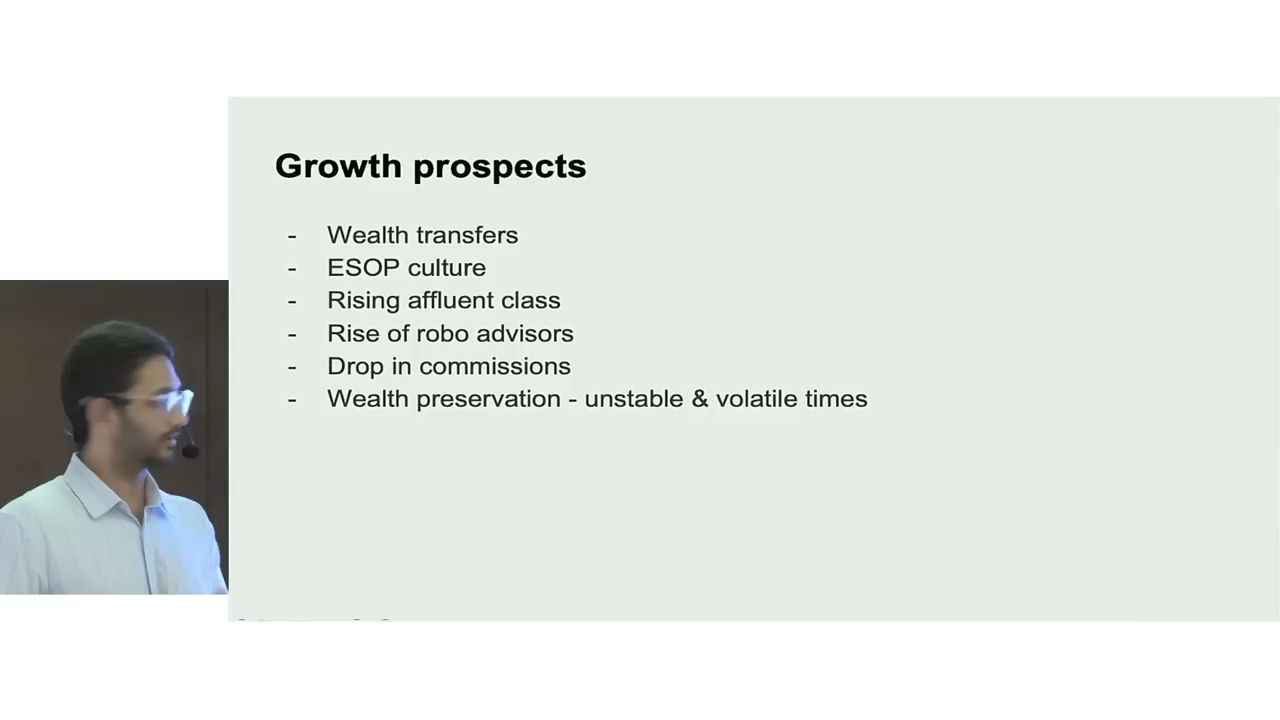 Growth prospects
- Wealth transfers
- ESOP culture
- Rising affluent class
- Rise of robo advisors
- Drop in commissions
- Wealth preservation - unstable & volatile times